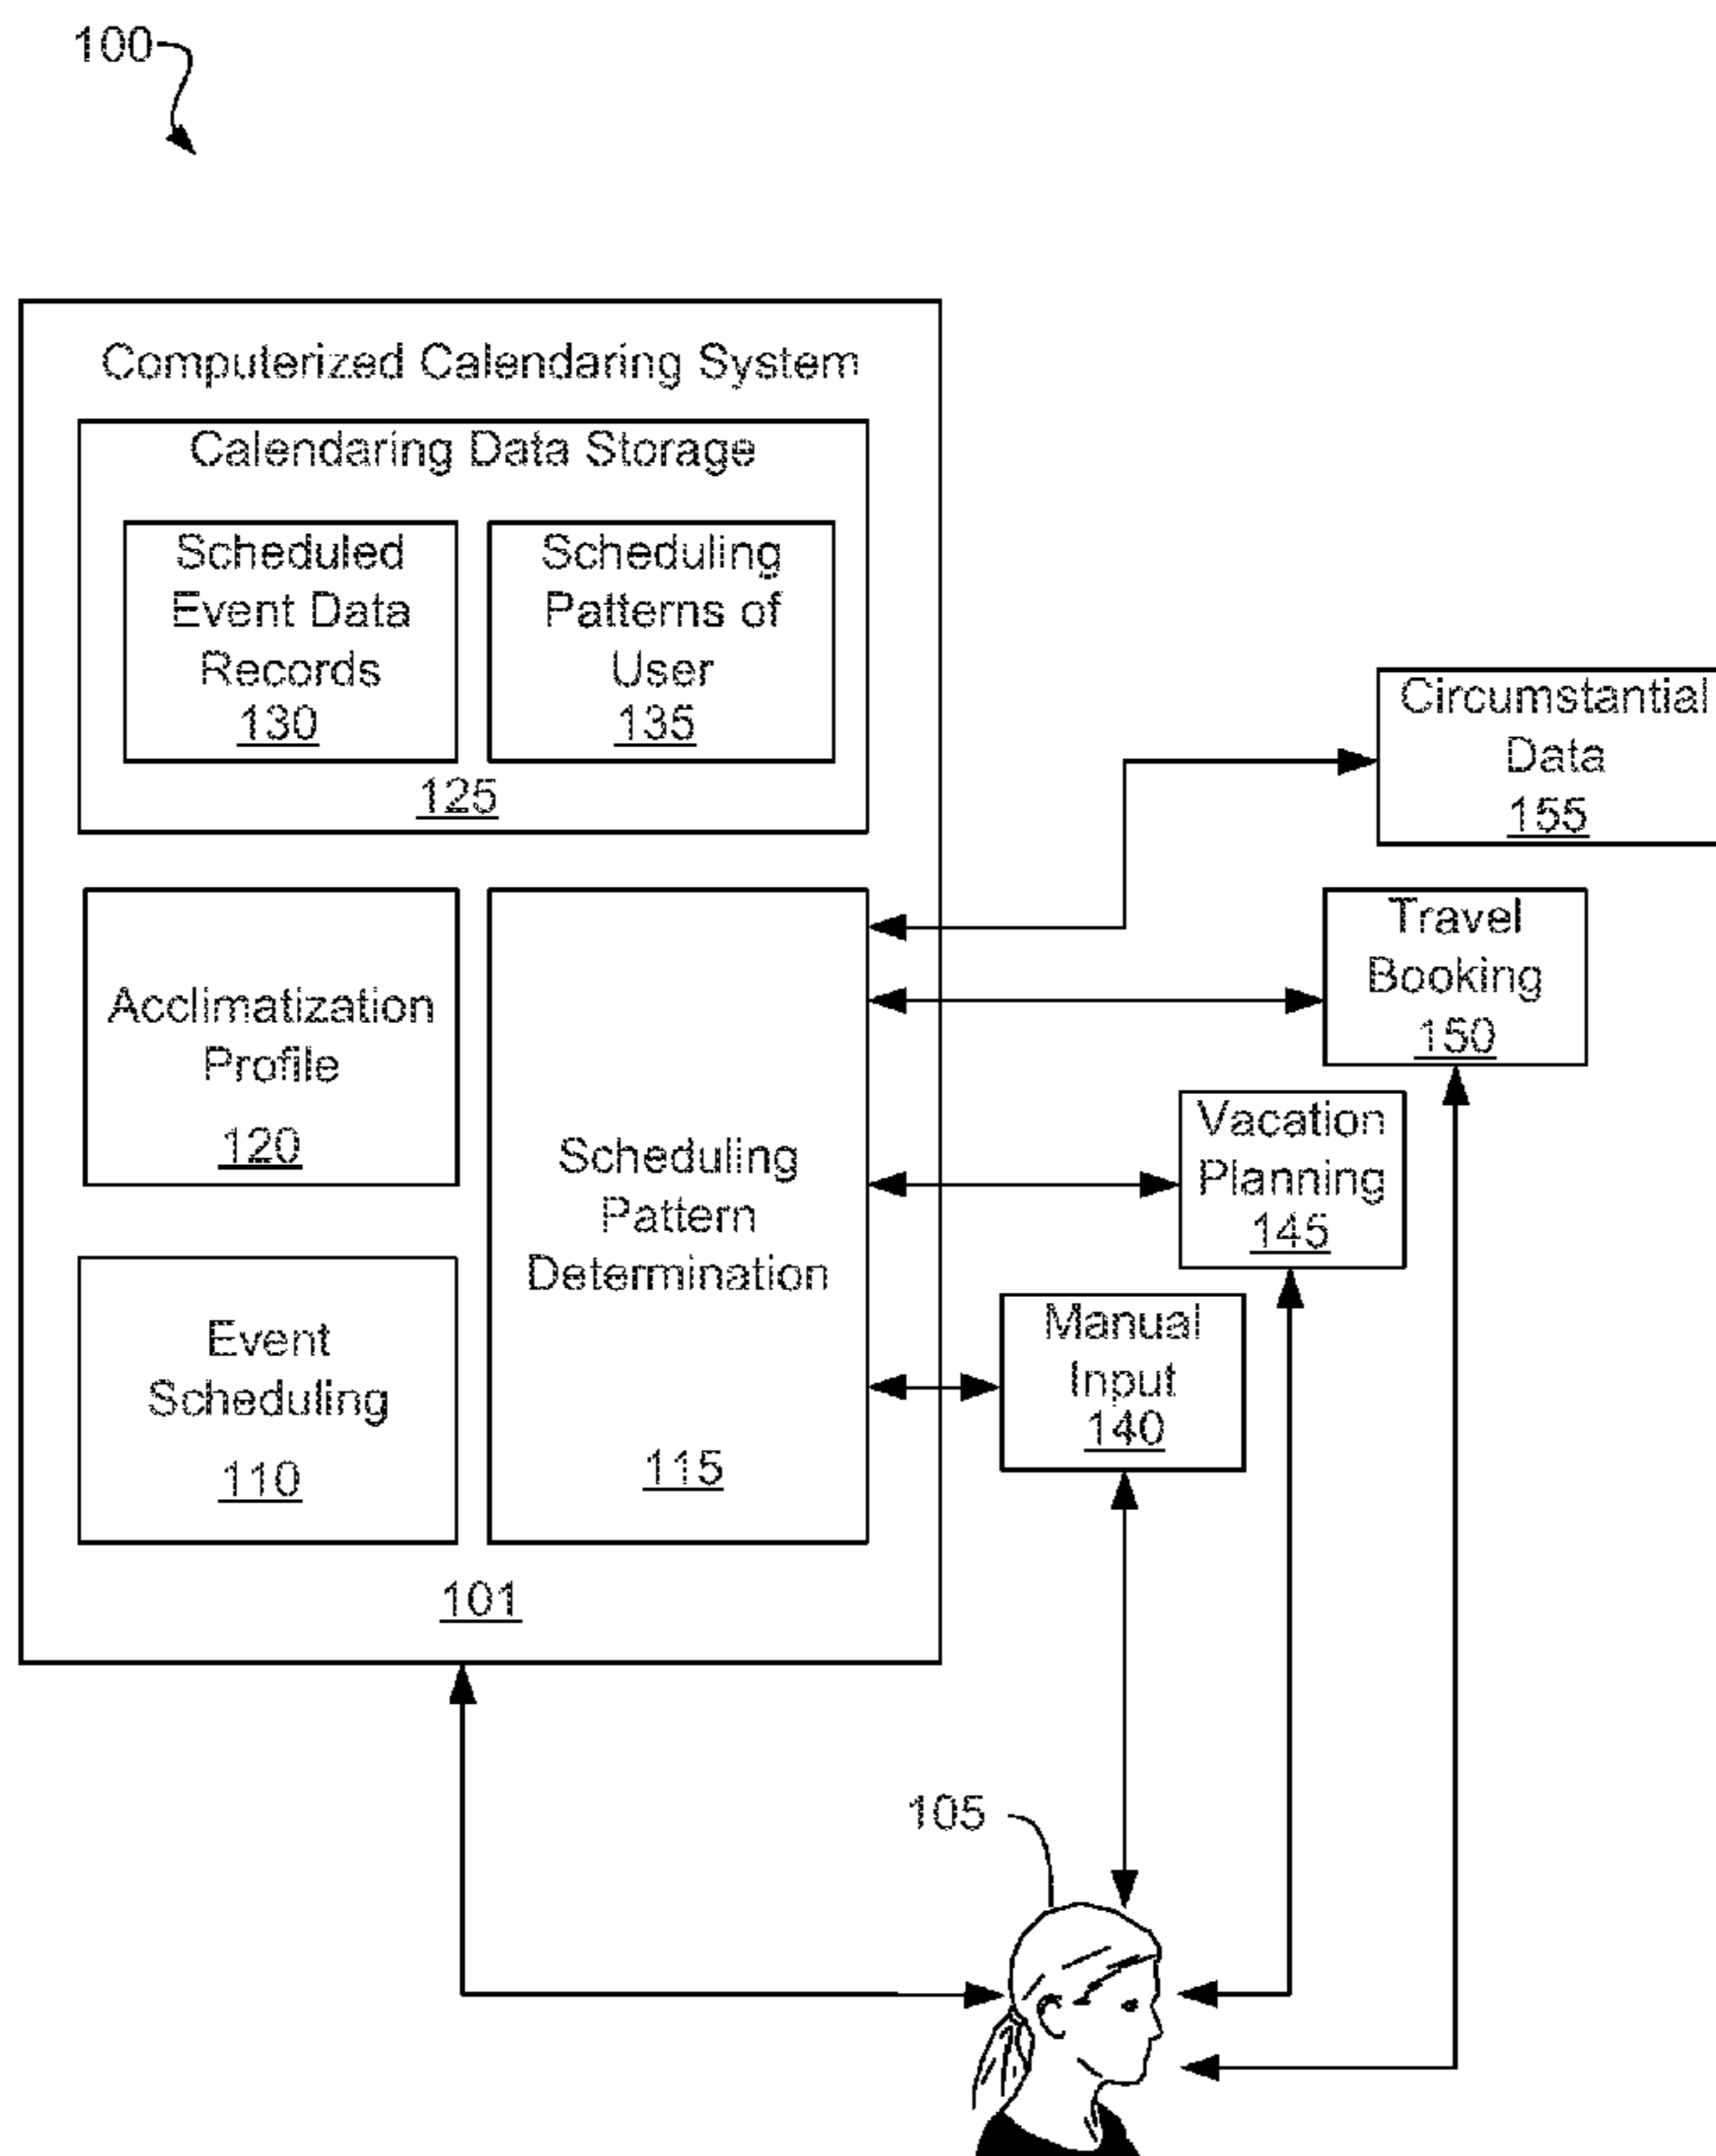 100
Computerized Calendaring System
Calendaring Data Storage
Scheduled
Event Data
Records
130
Scheduling
Patterns of
User
135
125
Circumstantial
Data
155
Acclimatization
Profile
120
Scheduling
Pattern
Determination
115
Travel
Booking
150
Vacation
Planning
145
Event
Scheduling
110
Manual
Input
140
101
105